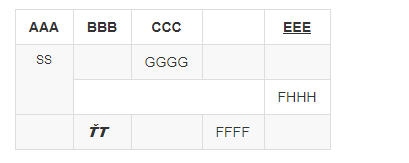 AAA BBB CCC EEE
SS GGGG
FHHH
ŤT FFFF